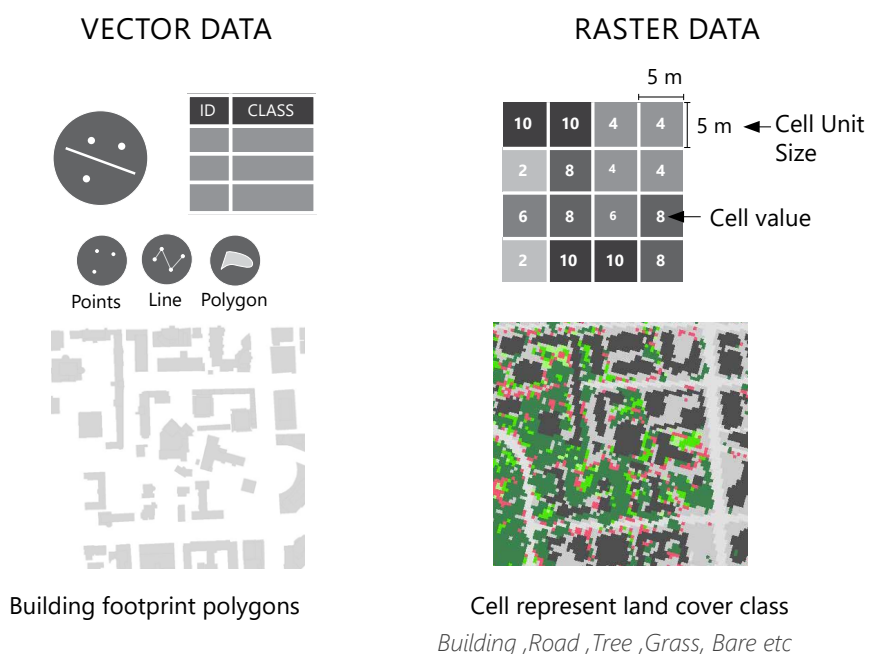 VECTOR DATA
ID CLASS
Points Line Polygon
Building footprint polygons
RASTER DATA
5 m
10 10 4 4
5 m
Cell Unit
Size
2 8 4 4
6 8 6 8
Cell value
2 10 10 8
Cell represent land cover class
Building ,Road ,Tree ,Grass, Bare etc